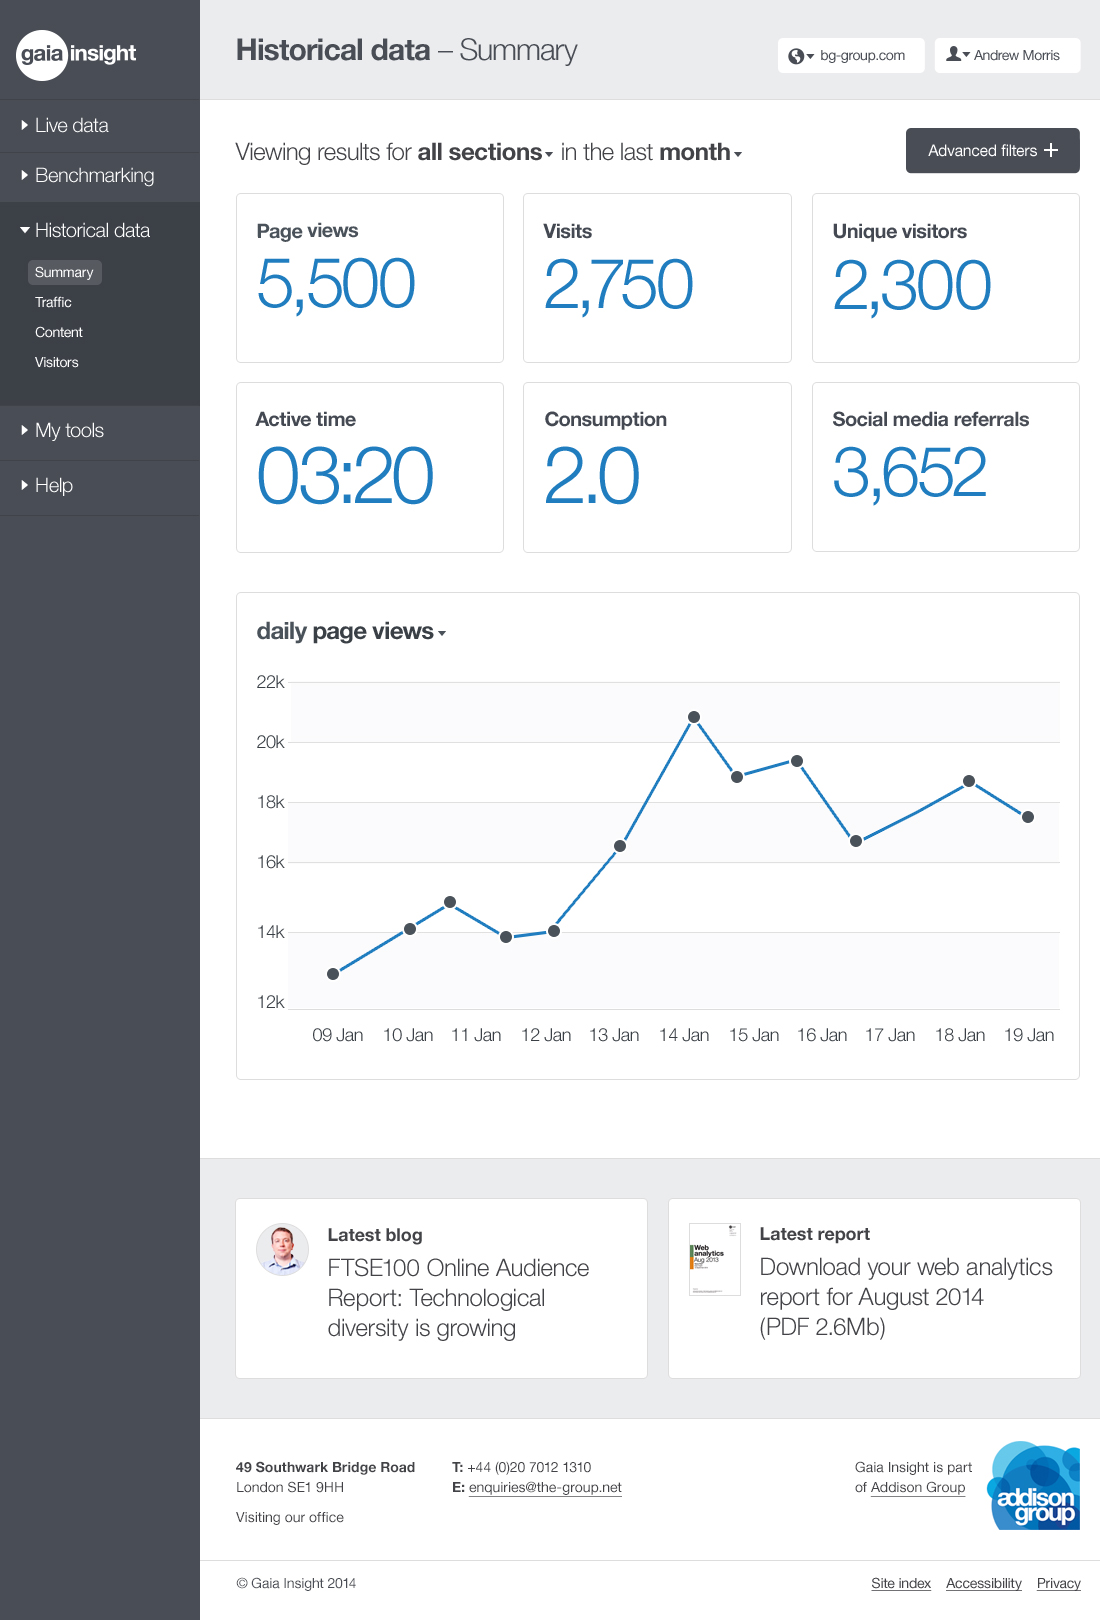 gaia insight
Historical data – Summary
bg-group.com
Andrew Morris
Live data
Benchmarking
Historical data
Summary
Traffic
Content
Visitors
My tools
Help
Viewing results for all sections in the last month
Advanced filters
Page views
5,500
Visits
2,750
Unique visitors
2,300
Active time
03:20
Consumption
2.0
Social media referrals
3,652
daily page views
22k
20k
18k
16k
14k
12k
09 Jan 10 Jan 11 Jan 12 Jan 13 Jan 14 Jan 15 Jan 16 Jan 17 Jan 18 Jan 19 Jan
Latest blog
FTSE100 Online Audience
Report: Technological
diversity is growing
Web
analytics
Aug 2013
Latest report
Download your web analytics
report for August 2014
(PDF 2.6Mb)
49 Southwark Bridge Road
London SE1 9HH
Visiting our office
T: +44 (0)20 7012 1310
E: enquiries@the-group.net
Gaia Insight is part
of Addison Group
addison
group
© Gaia Insight 2014
Site index Accessibility Privacy